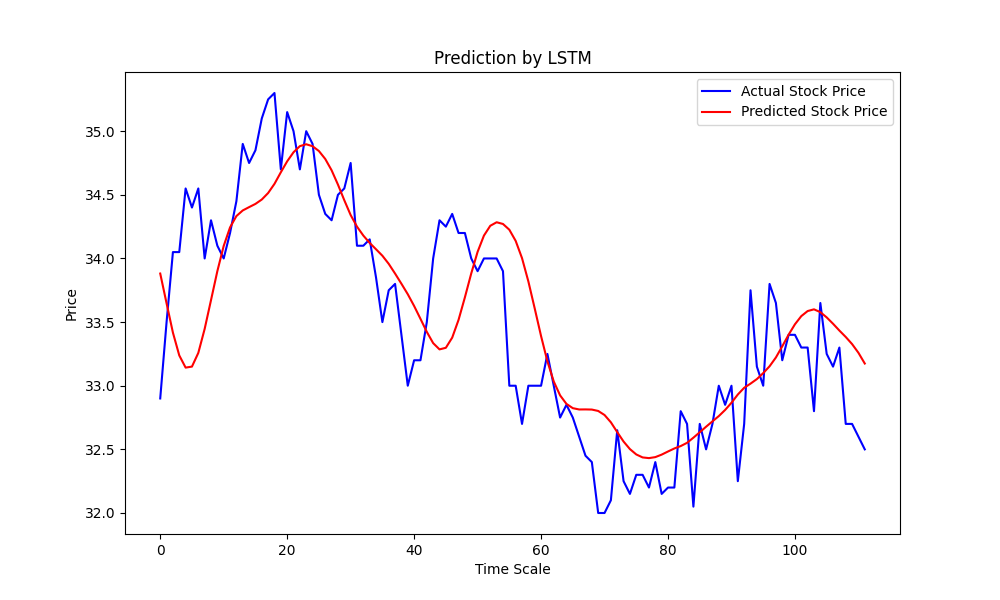 Prediction by LSTM
Actual Stock Price
Predicted Stock Price
Price
35.0
34.5
34.0
33.5
33.0
32.5
32.0
0 20 40 60 80 100
Time Scale